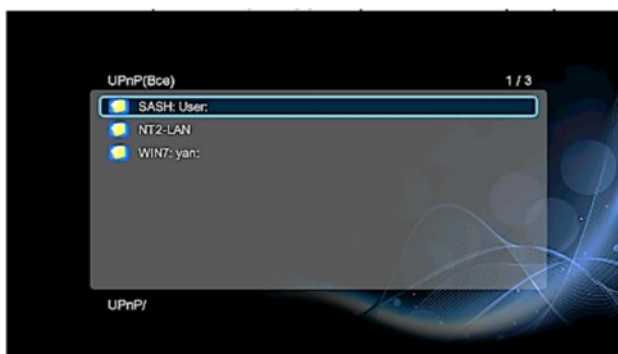 UPnP(Все)
1 / 3
SASH: User:
NT2-LAN
WIN7: yan:
UPnP/